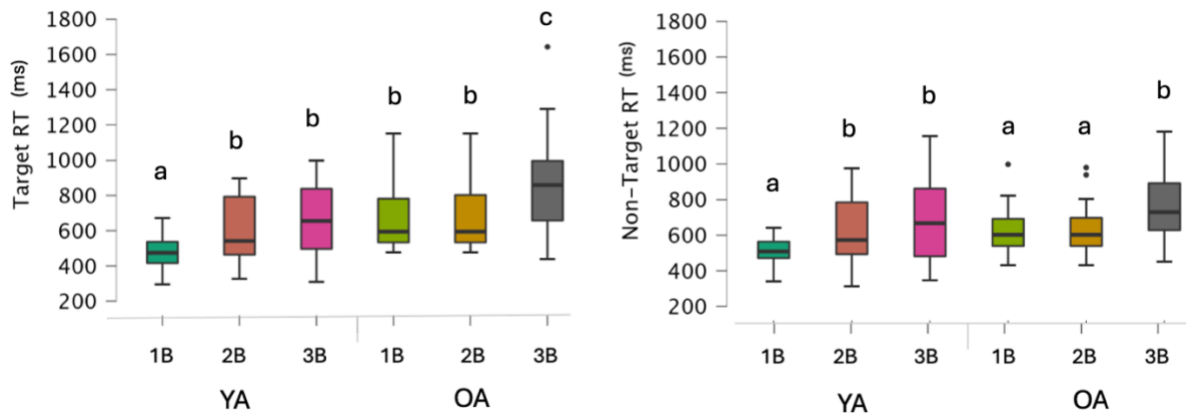 Target RT (ms)
1800
1600
1400
1200
1000
800
600
400
200
a
b
b
b
b
c
1B
2B
3B
1B
2B
3B
YA
OA
Non-Target RT (ms)
1800
1600
1400
1200
1000
800
600
400
200
a
b
b
a
a
b
1B
2B
3B
1B
2B
3B
YA
OA